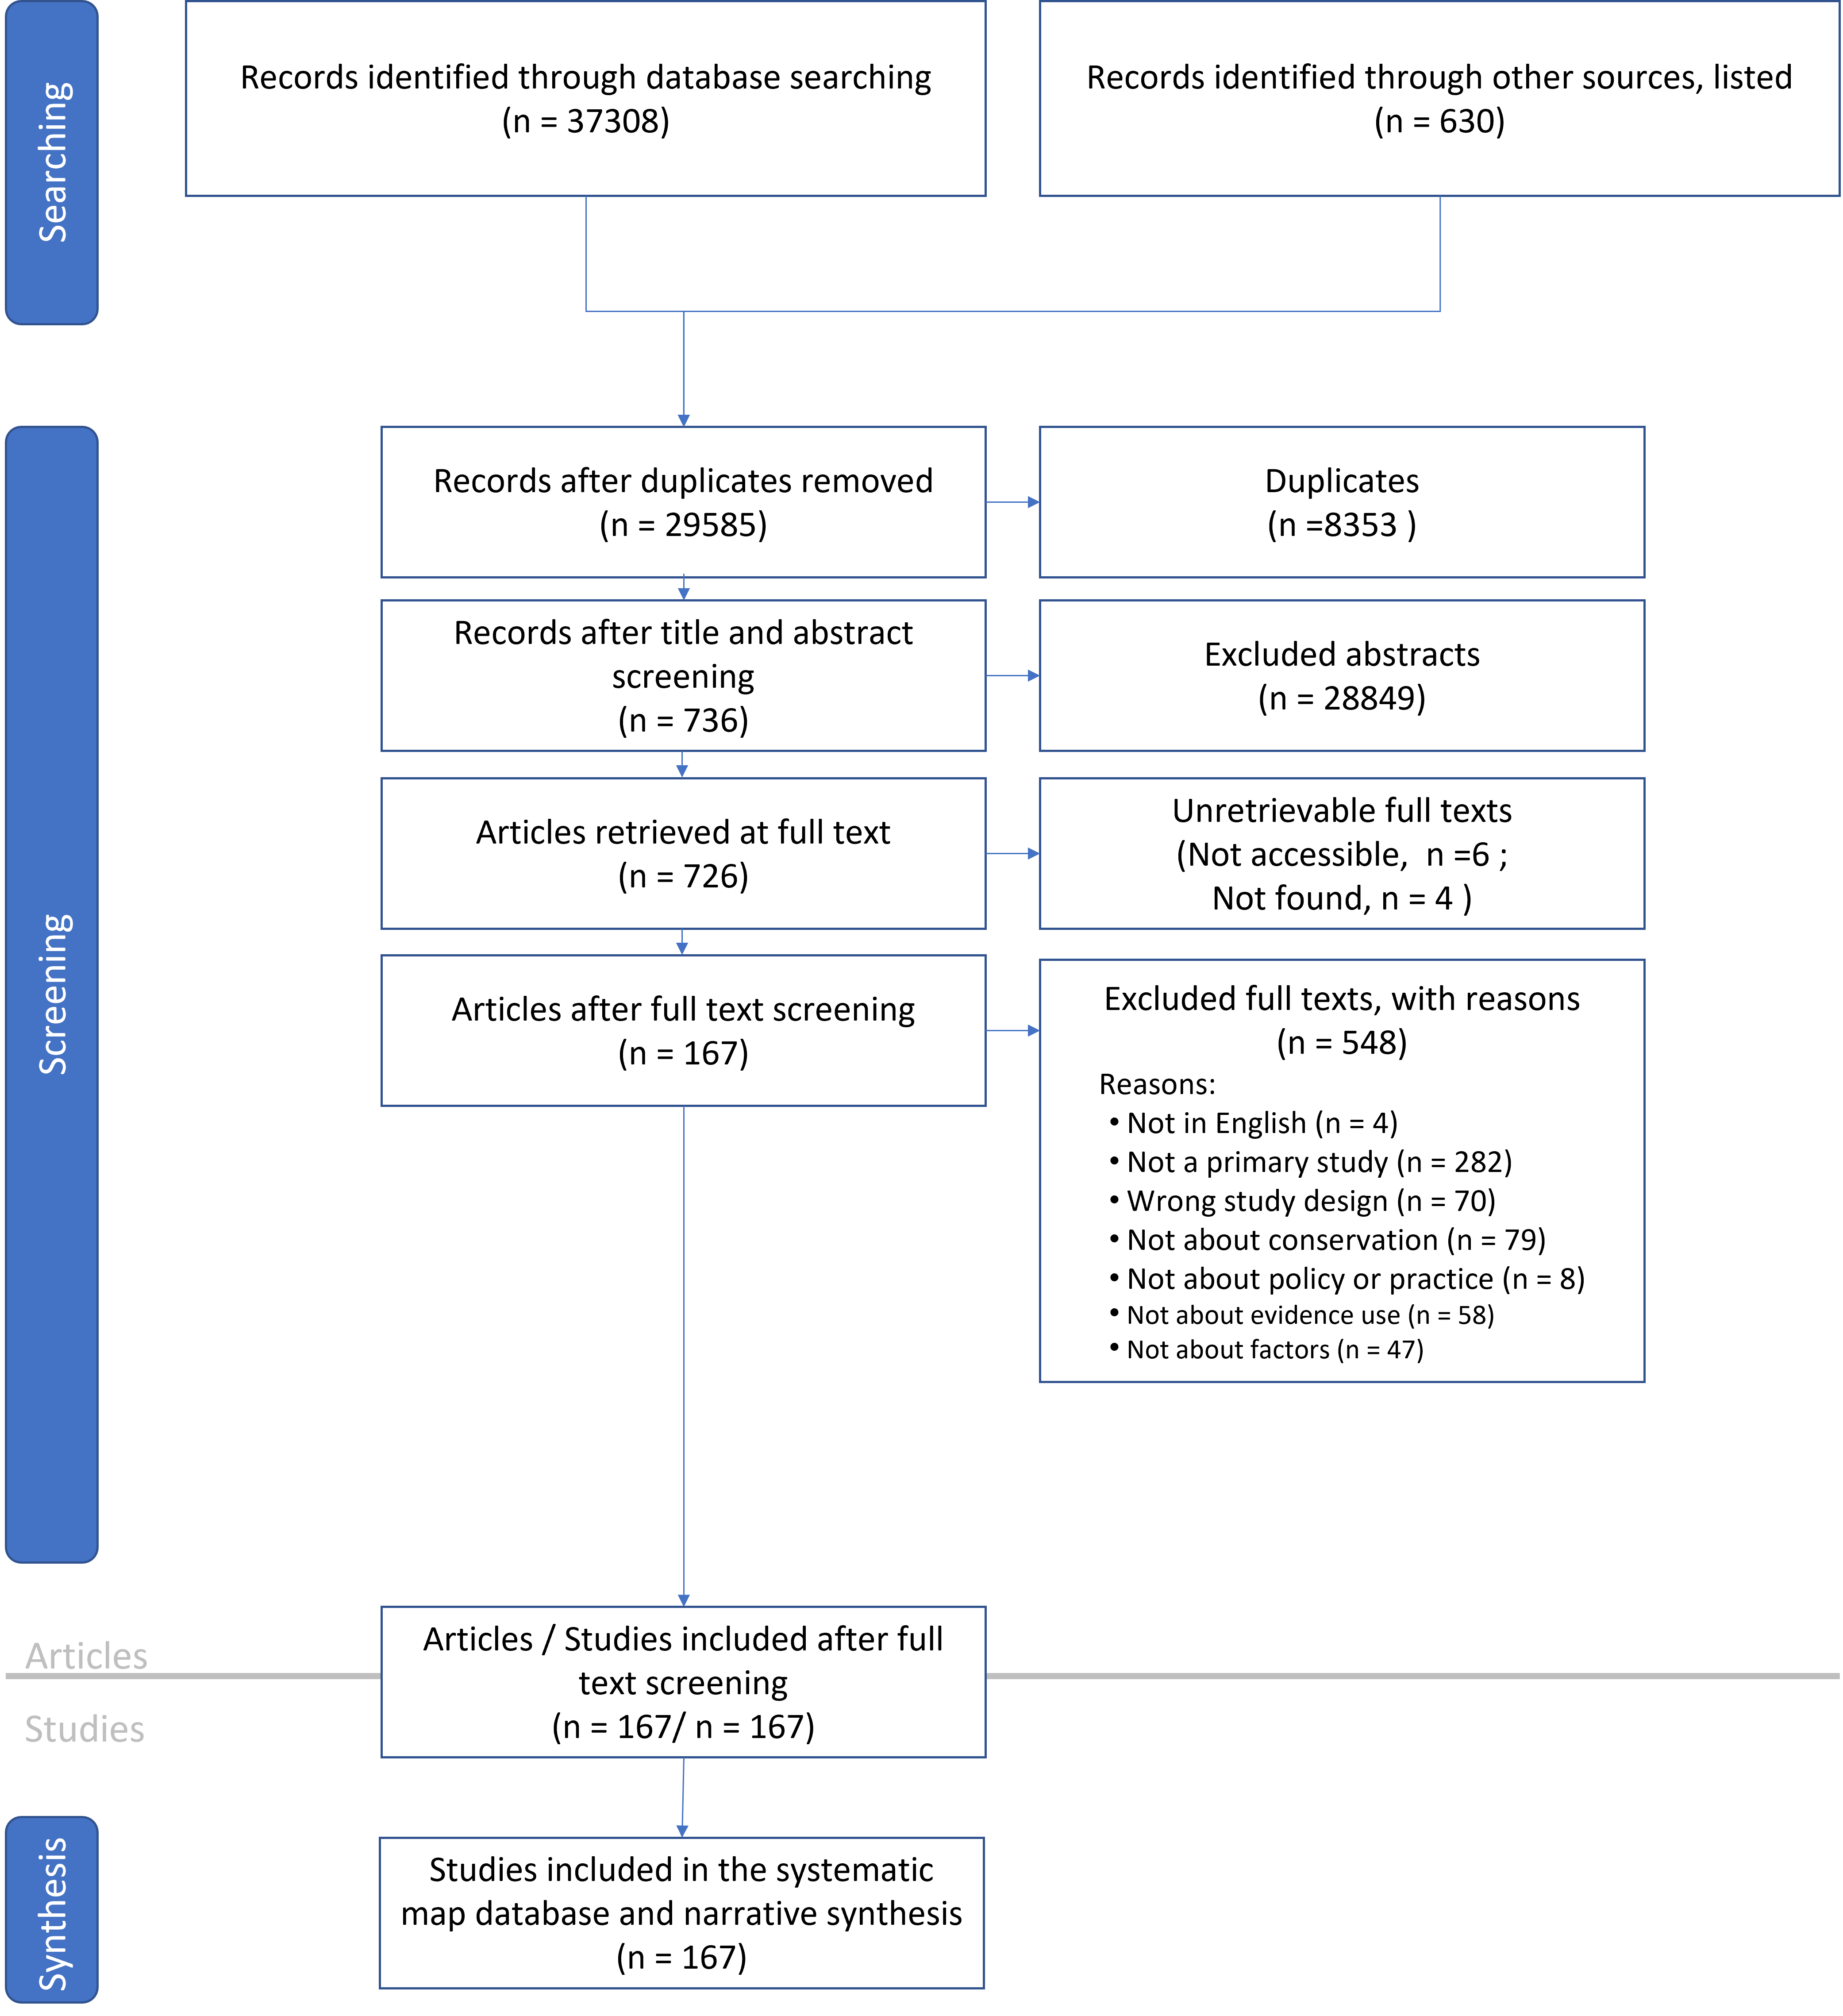 Searching
Records identified through database searching
(n = 37308)
Records identified through other sources, listed
(n = 630)
Screening
Records after duplicates removed
(n = 29585)
Duplicates
(n =8353 )
Records after title and abstract
screening
(n = 736)
Excluded abstracts
(n = 28849)
Articles retrieved at full text
(n = 726)
Unretrievable full texts
(Not accessible,  n =6 ;
Not found, n = 4 )
Articles after full text screening
(n = 167)
Excluded full texts, with reasons
(n = 548)
Reasons:
• Not in English (n = 4)
• Not a primary study (n = 282)
• Wrong study design (n = 70)
• Not about conservation (n = 79)
• Not about policy or practice (n = 8)
• Not about evidence use (n = 58)
• Not about factors (n = 47)
Articles
Studies
Articles / Studies included after full
text screening
(n = 167/ n = 167)
Synthesis
Studies included in the systematic
map database and narrative synthesis
(n = 167)